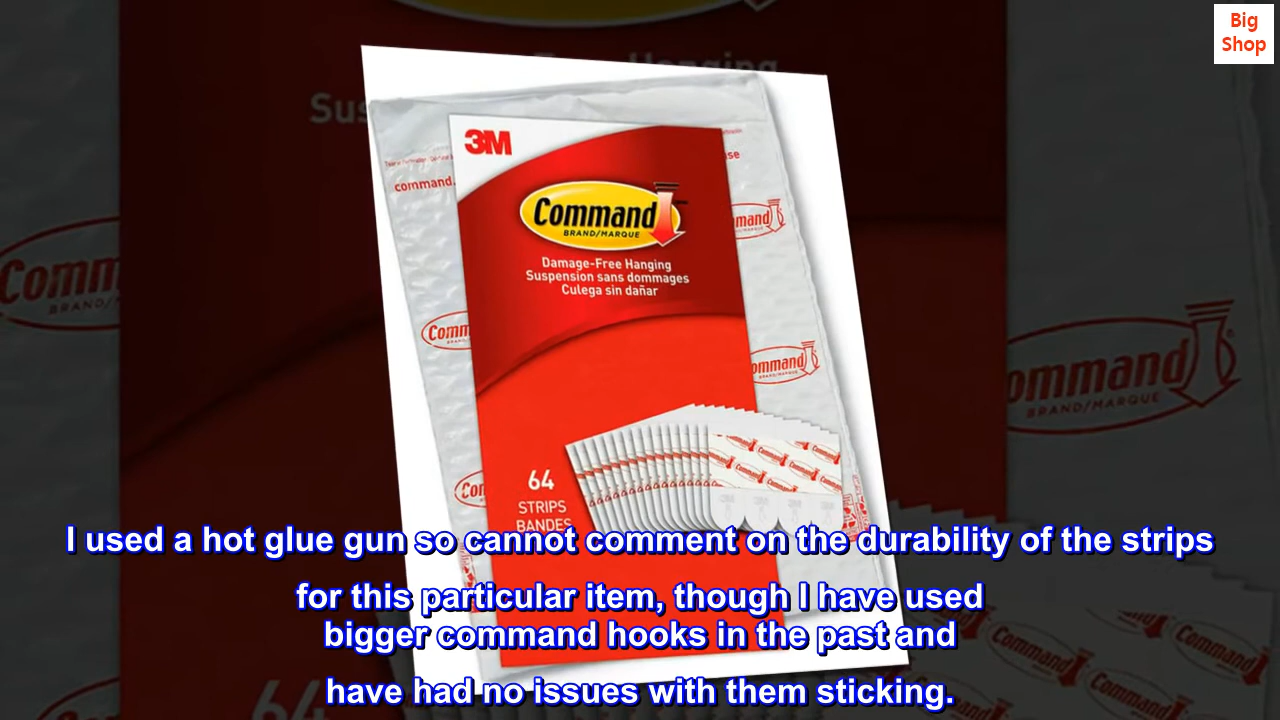 Big
Shop
3M
command.
Command
BRAND/MARQUE
Damage-Free Hanging
Suspension sans dommages
Culega sin dañar
64
STRIPS
BANDES
I used a hot glue gun so cannot comment on the durability of the strips
for this particular item, though I have used
bigger command hooks in the past and
have had no issues with them sticking.